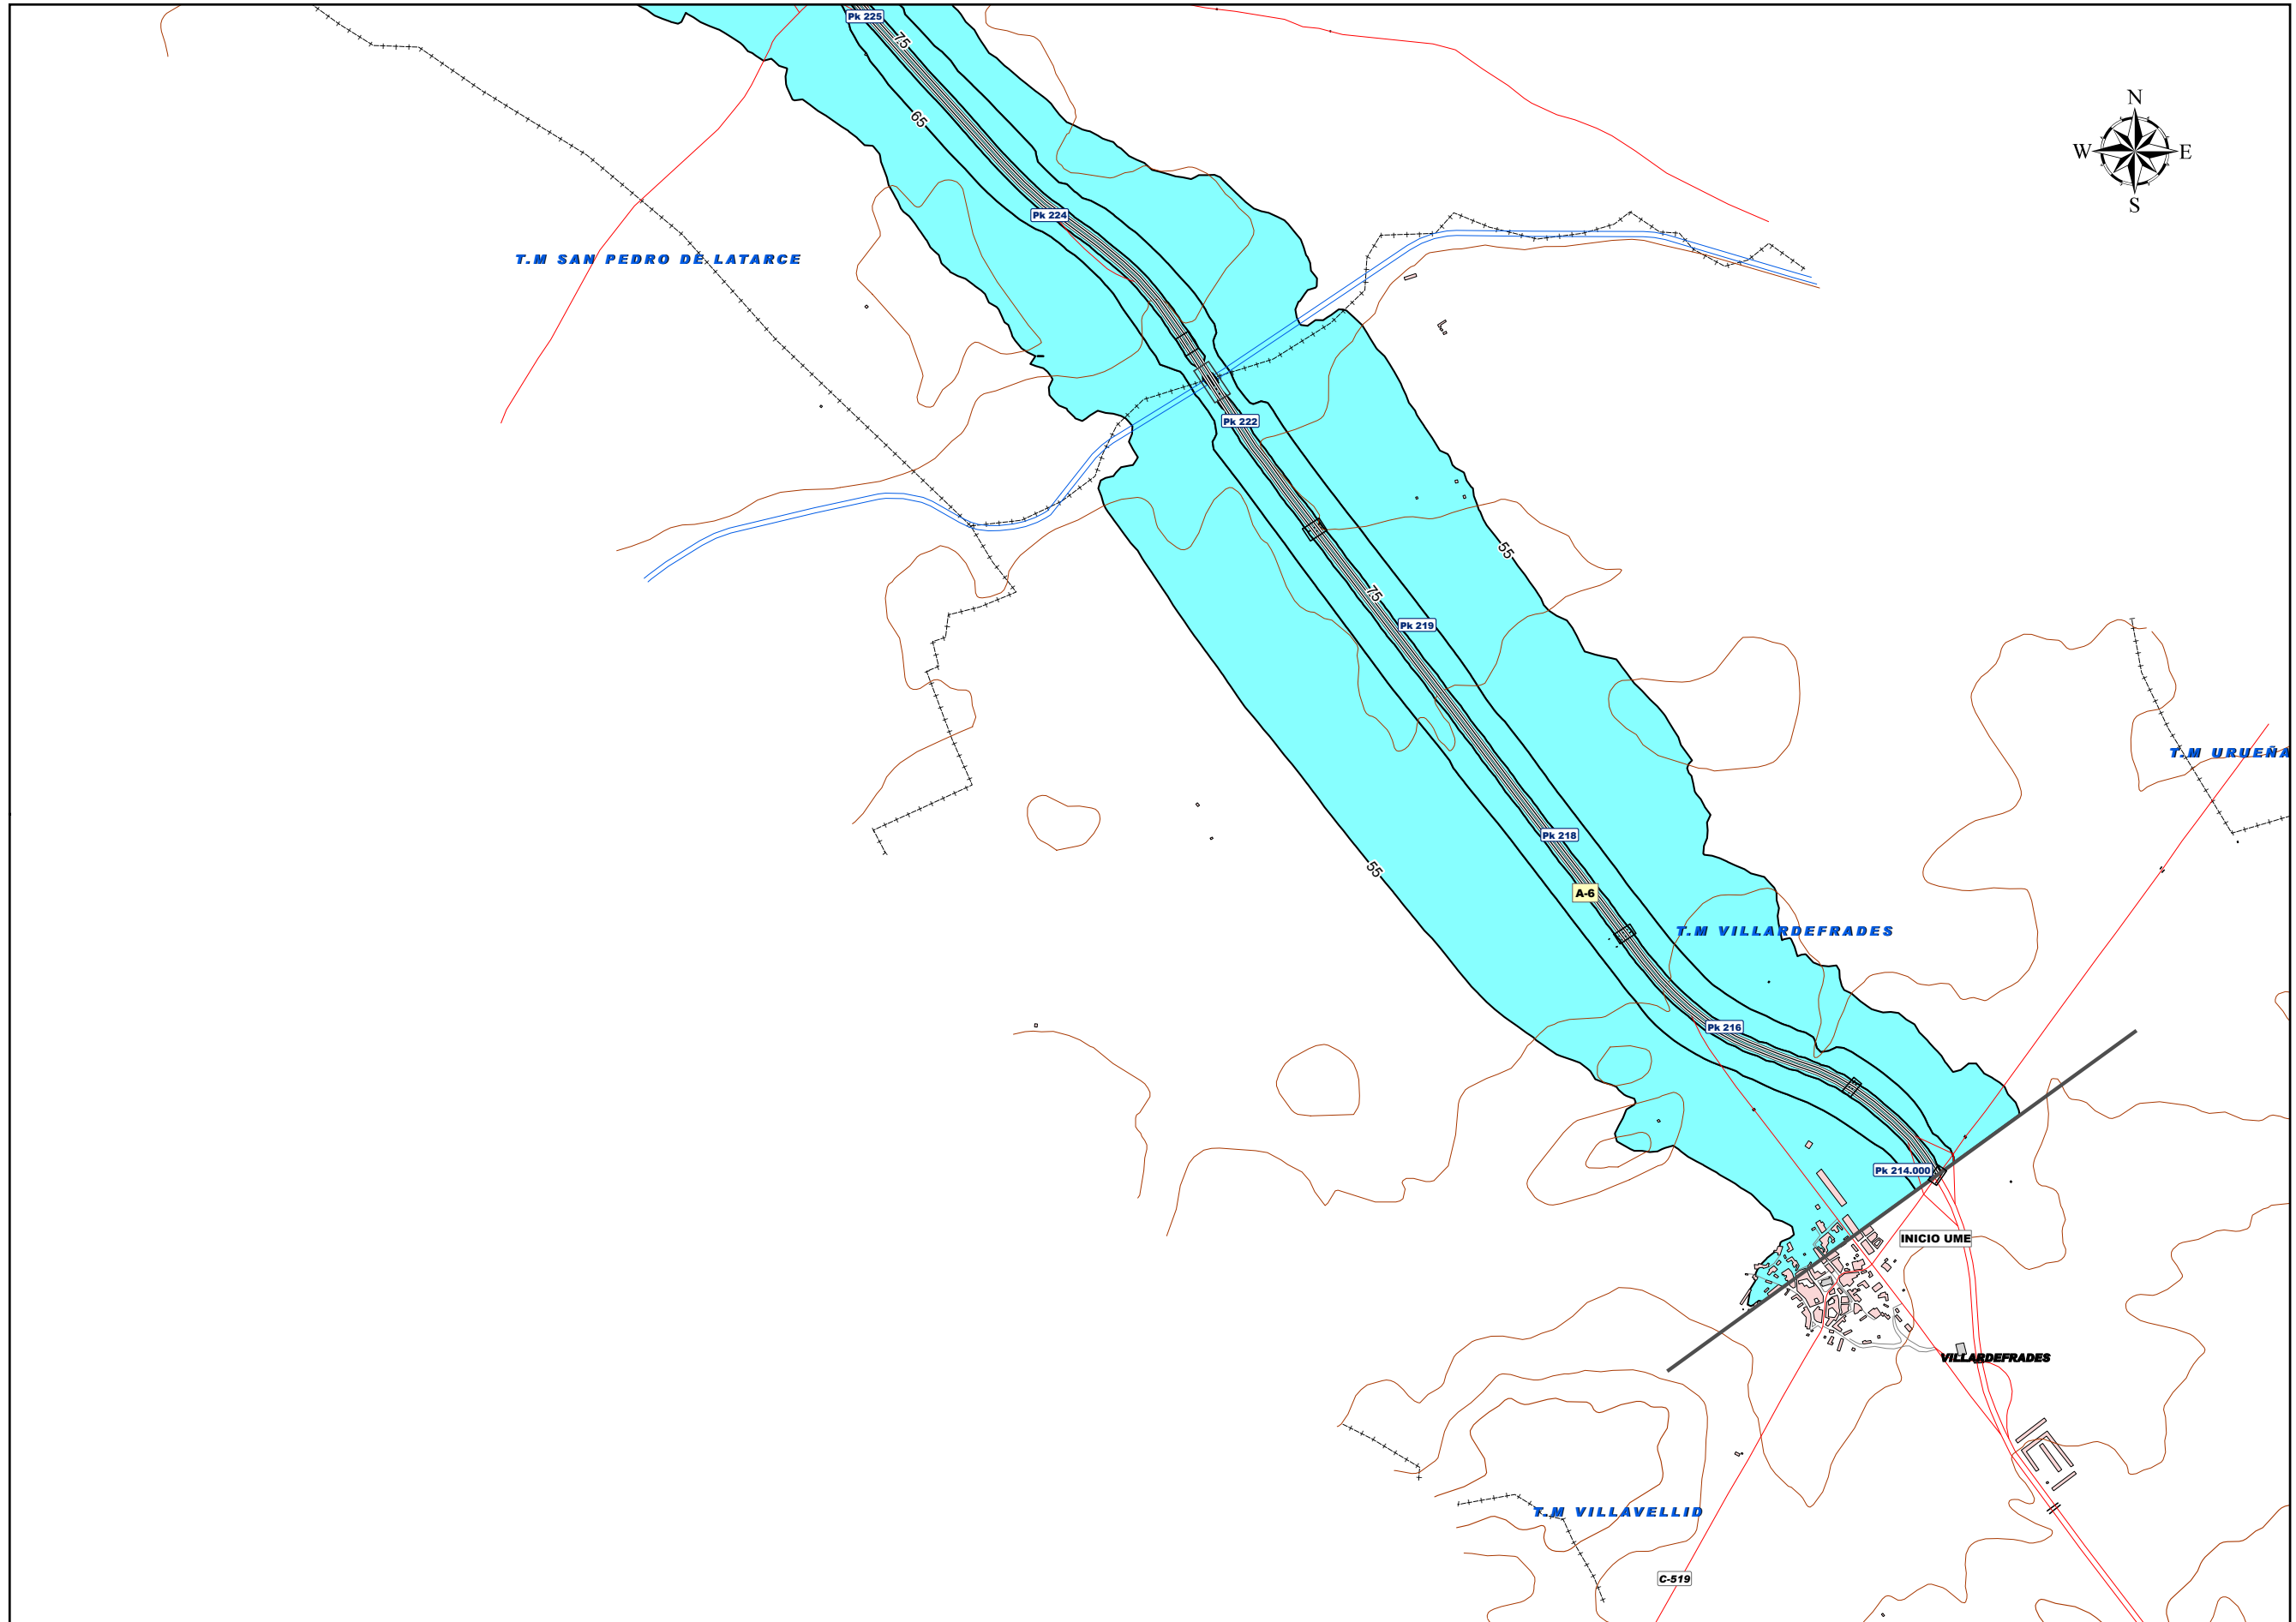 Pk 225
75
N
65
W
E
S
Pk 224
T.M SAN PEDRO DE LATARCE
Pk 222
55
75
Pk 219
T.M URUEÑA
Pk 218
55
A-6
T.M VILLARDEFRADES
Pk 216
Pk 214.000
INICIO UME
VILLARDEFRADES
T.M VILLAVELLID
C-519